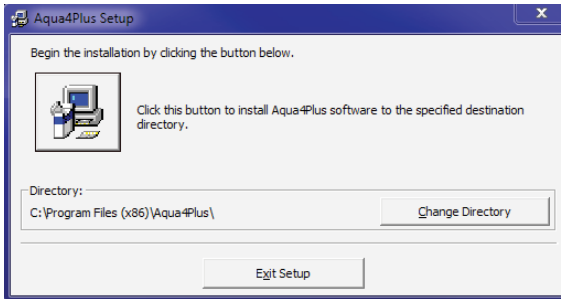 Aqua4Plus Setup
X
Begin the installation by clicking the button below.
Click this button to install Aqua4Plus software to the specified destination
directory.
Directory:
C:\Program Files (x86)\Aqua4Plus\
Change Directory
Exit Setup